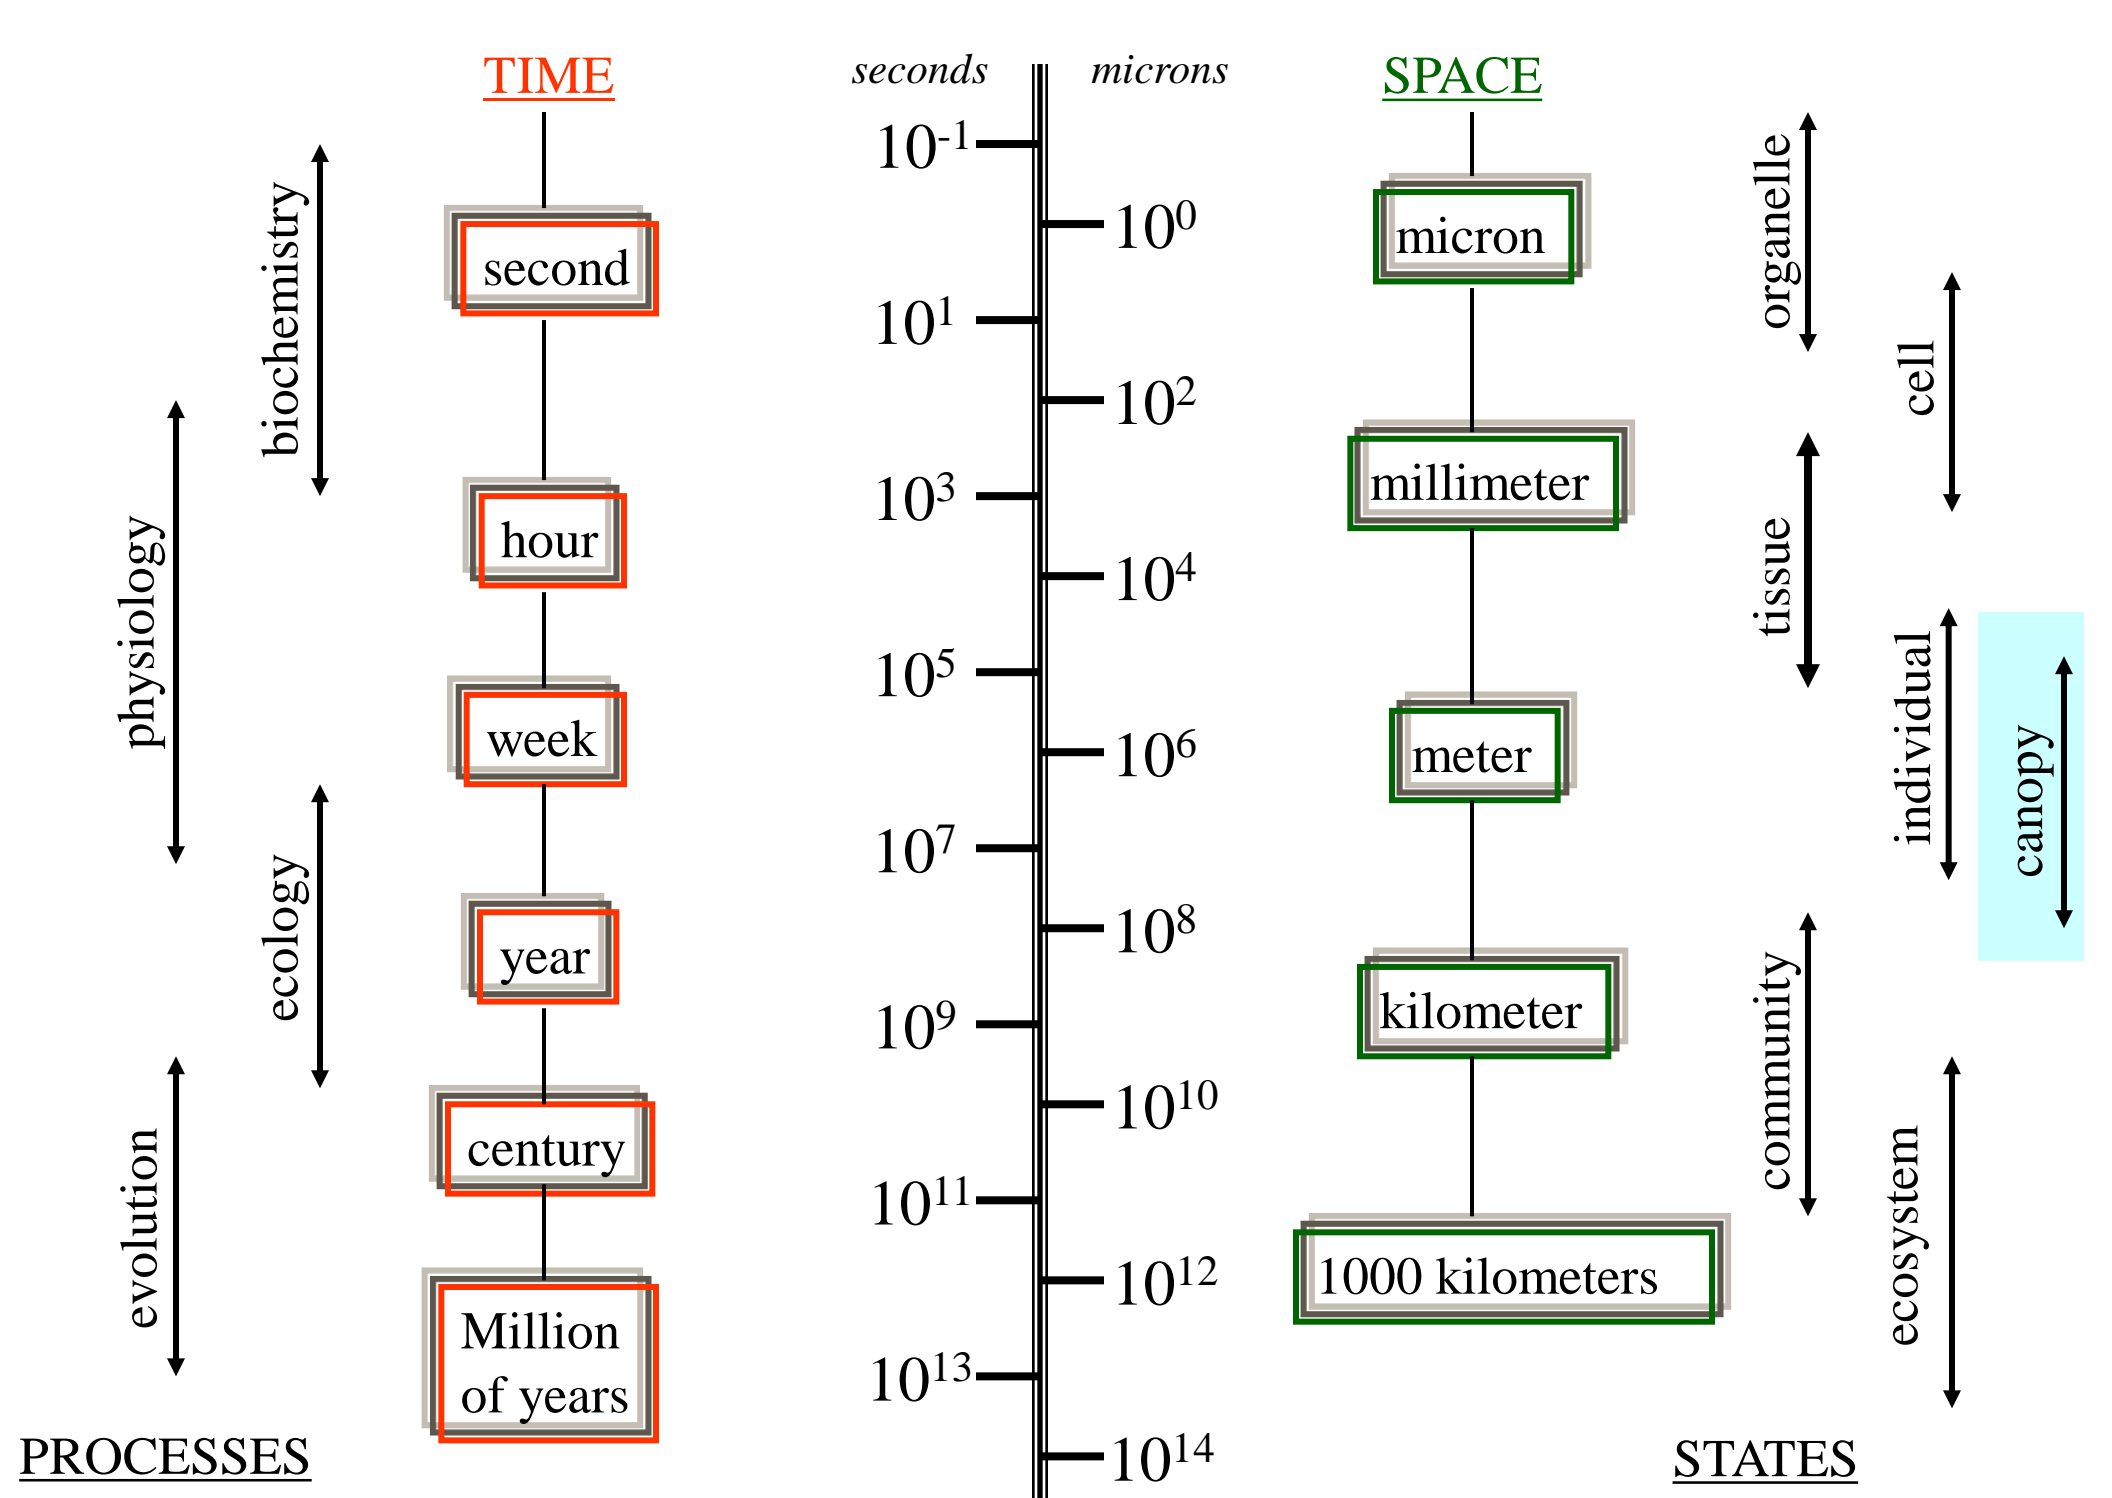 TIME
seconds
microns
SPACE
10⁻¹
10⁰
10¹
10²
10³
10⁴
10⁵
10⁶
10⁷
10⁸
10⁹
10¹⁰
10¹¹
10¹²
10¹³
10¹⁴
second
hour
week
year
century
Million
of years
micron
millimeter
meter
kilometer
1000 kilometers
biochemistry
physiology
ecology
evolution
organelle
cell
tissue
individual
canopy
community
ecosystem
PROCESSES
STATES